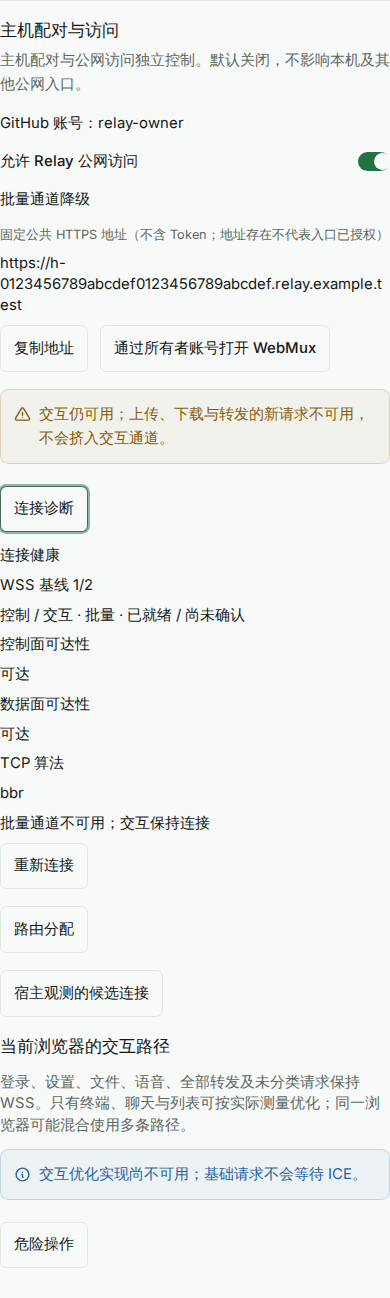 主机配对与访问
主机配对与公网访问独立控制。默认关闭，不影响本机及其
他公网入口。
GitHub 账号：relay-owner
允许 Relay 公网访问
批量通道降级
固定公共 HTTPS 地址（不含 Token；地址存在不代表入口已授权）
https://h-
0123456789abcdef0123456789abcdef.relay.example.t
est
复制地址
通过所有者账号打开 WebMux
交互仍可用；上传、下载与转发的新请求不可用，
不会挤入交互通道。
连接诊断
连接健康
WSS 基线 1/2
控制 / 交互 · 批量 · 已就绪 / 尚未确认
控制面可达性
可达
数据面可达性
可达
TCP 算法
bbr
批量通道不可用；交互保持连接
重新连接
路由分配
宿主观测的候选连接
当前浏览器的交互路径
登录、设置、文件、语音、全部转发及未分类请求保持
WSS。只有终端、聊天与列表可按实际测量优化；同一浏
览器可能混合使用多条路径。
交互优化实现尚不可用；基础请求不会等待 ICE。
危险操作